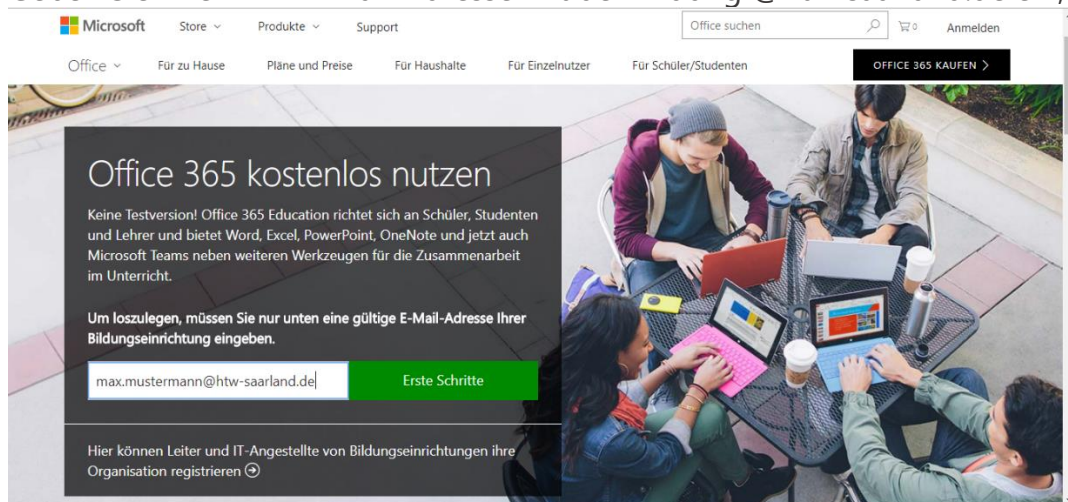 Microsoft
Store
Produkte
Support
Office suchen
0
Anmelden
Office
Für zu Hause
Pläne und Preise
Für Haushalte
Für Einzelnutzer
Für Schüler/Studenten
OFFICE 365 KAUFEN
Office 365 kostenlos nutzen
Keine Testversion! Office 365 Education richtet sich an Schüler, Studenten
und Lehrer und bietet Word, Excel, PowerPoint, OneNote und jetzt auch
Microsoft Teams neben weiteren Werkzeugen für die Zusammenarbeit
im Unterricht.
Um loszulegen, müssen Sie nur unten eine gültige E-Mail-Adresse Ihrer
Bildungseinrichtung eingeben.
max.mustermann@htw-saarland.de
Erste Schritte
Hier können Leiter und IT-Angestellte von Bildungseinrichtungen ihre
Organisation registrieren